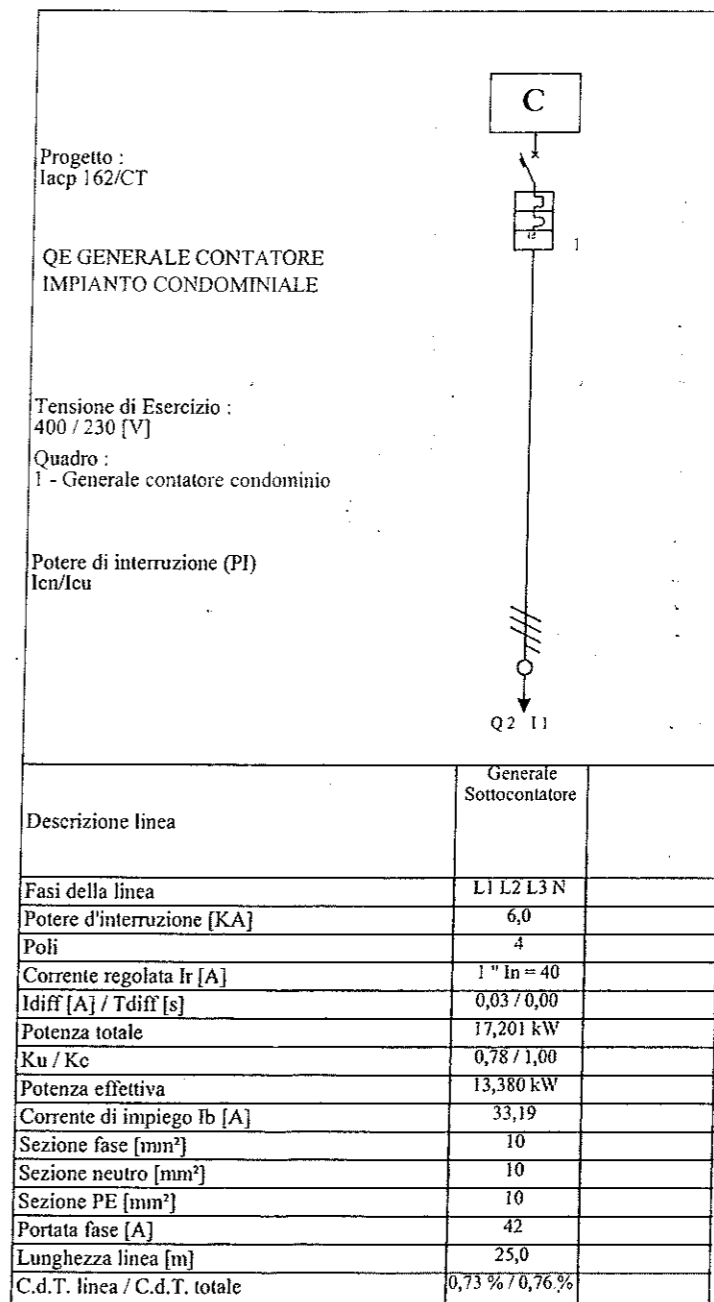 C
Progetto :
Iacp 162/CT
1
QE GENERALE CONTATORE
IMPIANTO CONDOMINIALE
Tensione di Esercizio :
400 / 230 [V]
Quadro :
1 - Generale contatore condominio
Potere di interruzione (PI)
Icn/Icu
Q 2 I 1
Descrizione linea
Generale
Sottocontatore
Fasi della linea L1 L2 L3 N
Potere d'interruzione [KA] 6,0
Poli 4
Corrente regolata Ir [A] 1 " In = 40
Idiff [A] / Tdiff [s] 0,03 / 0,00
Potenza totale 17,201 kW
Ku / Kc 0,78 / 1,00
Potenza effettiva 13,380 kW
Corrente di impiego Ib [A] 33,19
Sezione fase [mm²] 10
Sezione neutro [mm²] 10
Sezione PE [mm²] 10
Portata fase [A] 42
Lunghezza linea [m] 25,0
C.d.T. linea / C.d.T. totale 0,73 % / 0,76 %